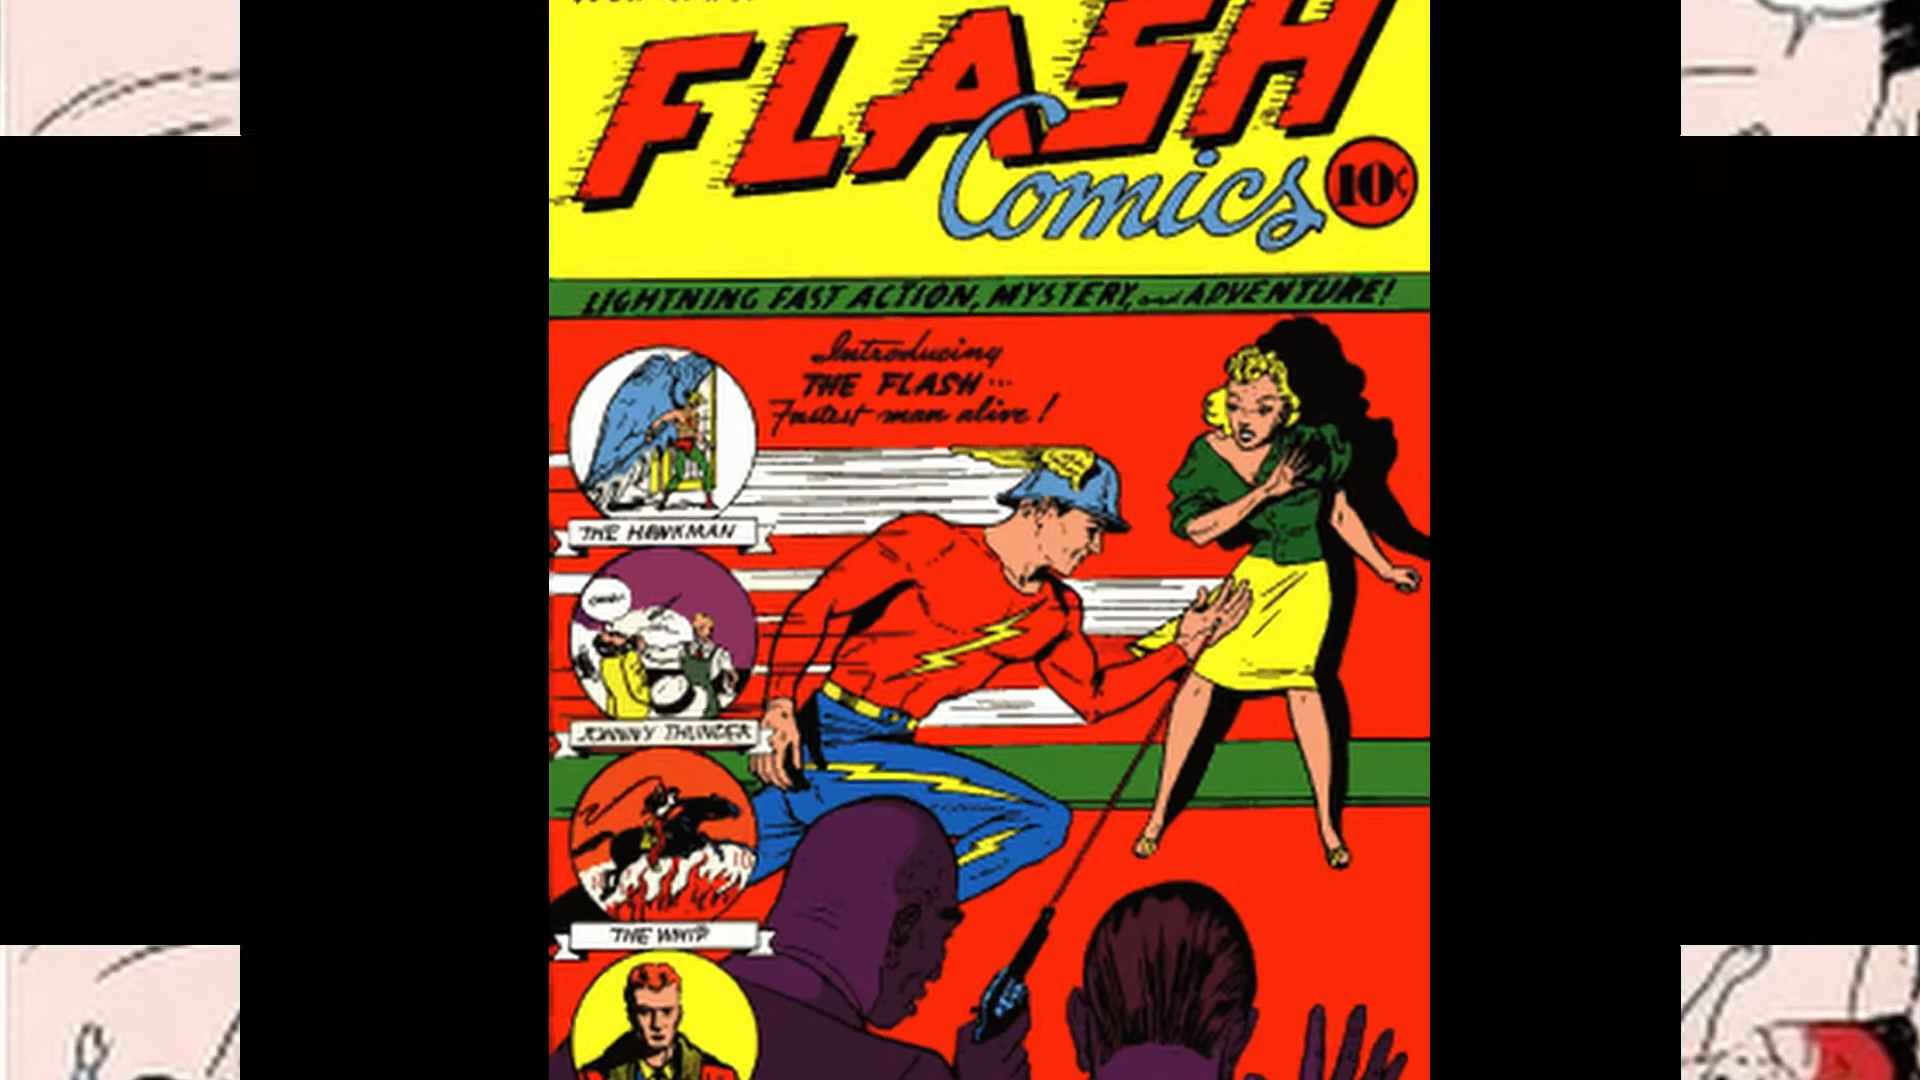 FLASH
Comics
10¢
LIGHTNING FAST ACTION, MYSTERY, and ADVENTURE!
Introducing
THE FLASH...
Fastest man alive!
THE HAWKMAN
JOHNNY THUNDER
THE WHIP